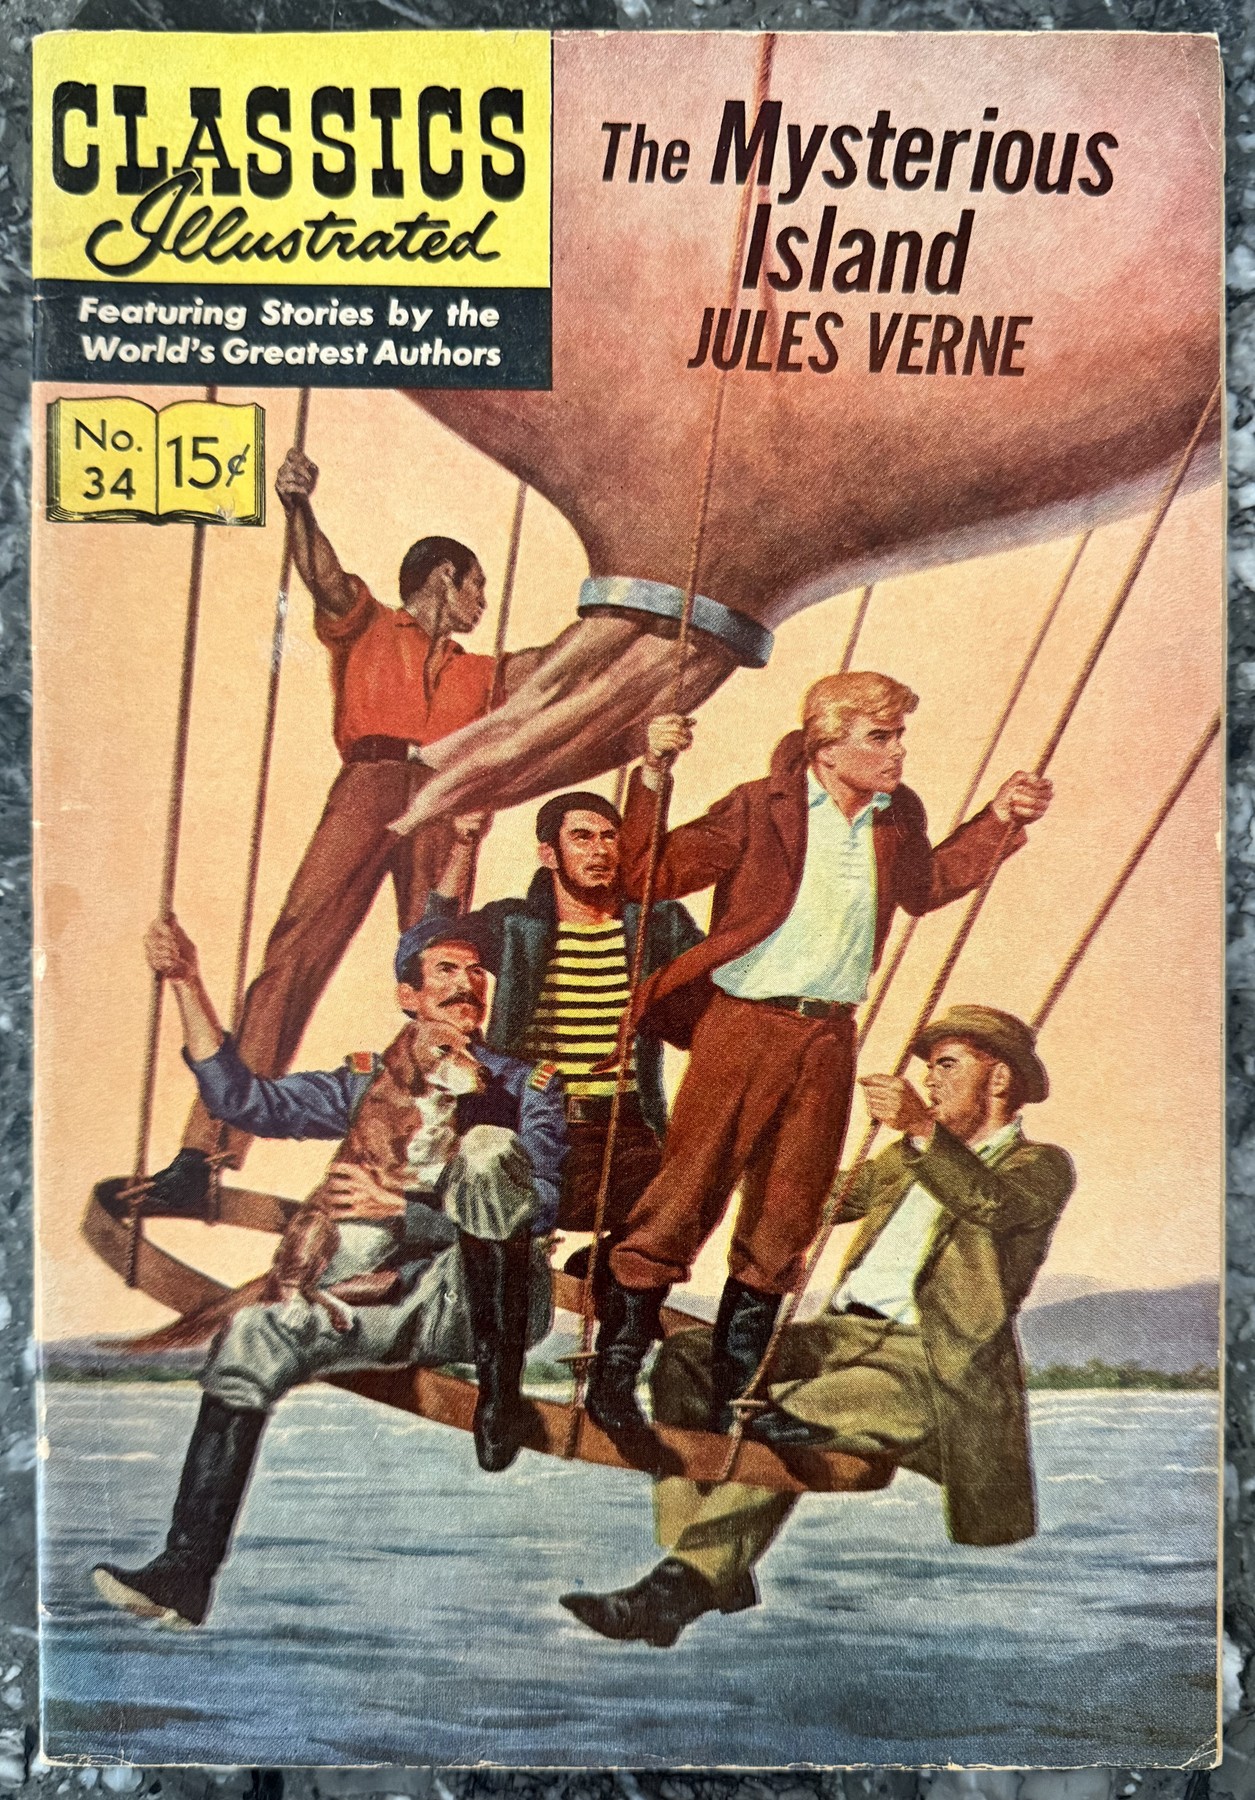 CLASSICS
Illustrated
Featuring Stories by the
World's Greatest Authors
No.
34
15¢
The Mysterious
Island
JULES VERNE